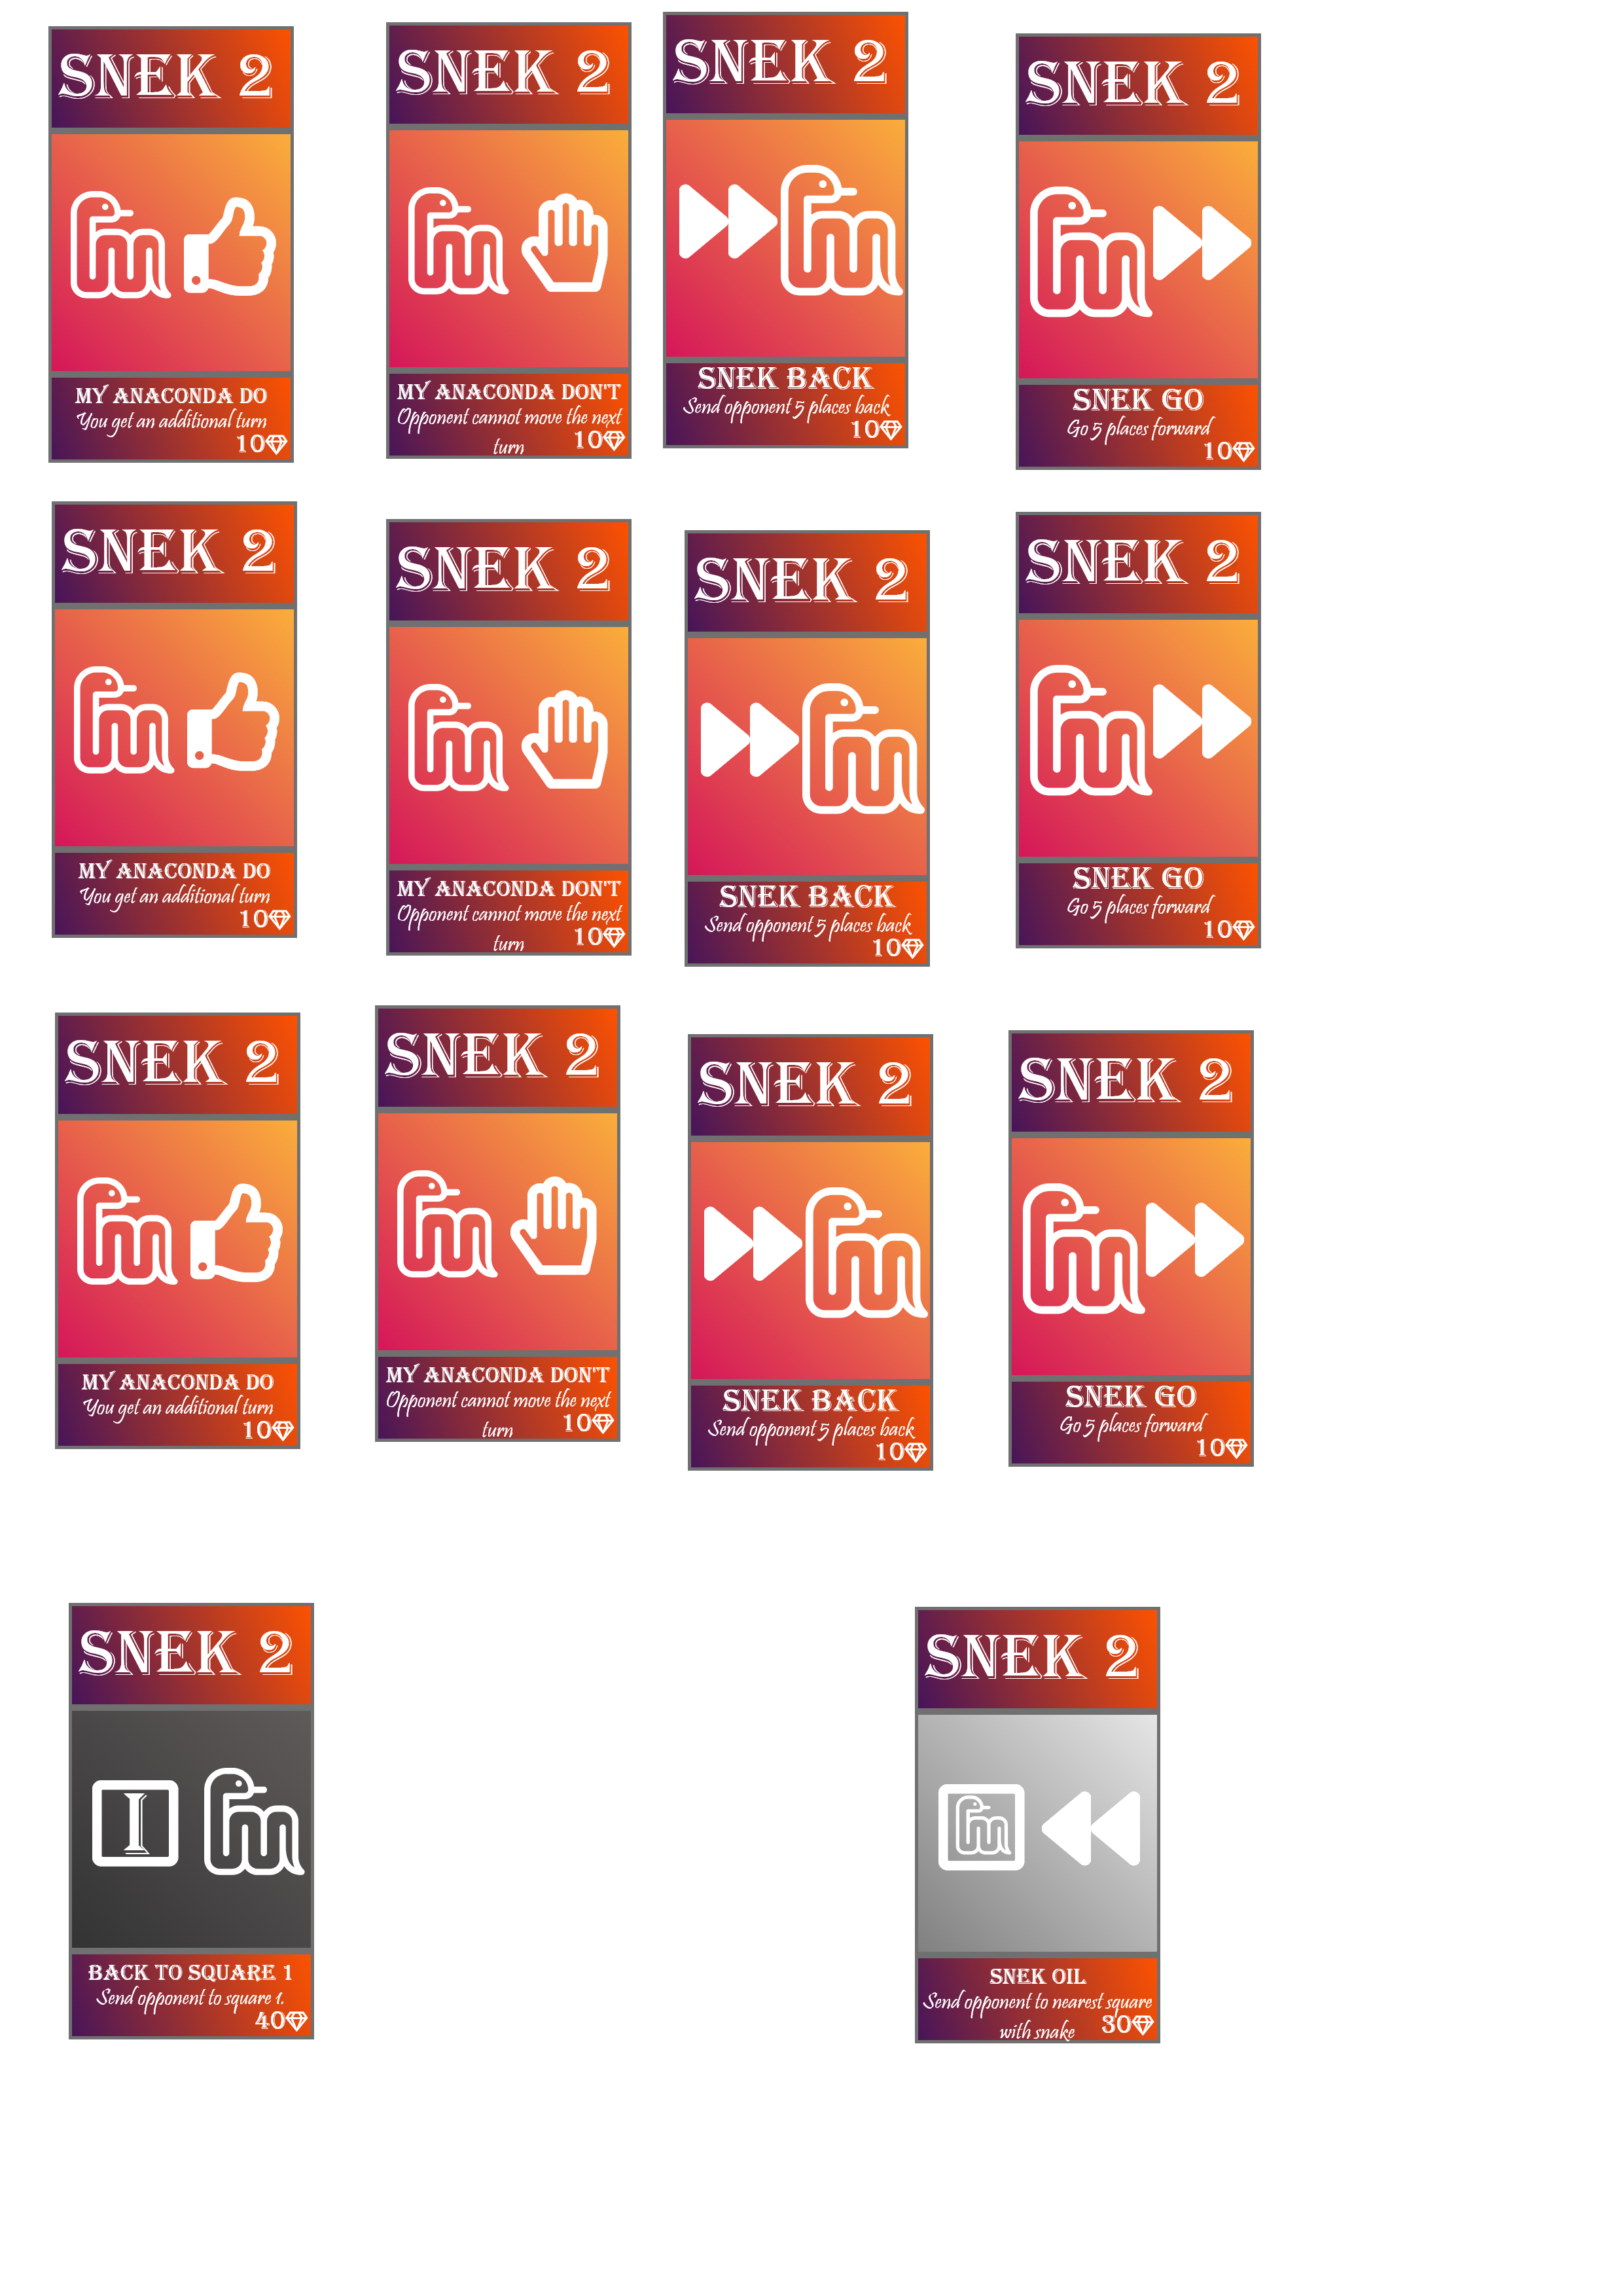 SNEK 2
MY ANACONDA DO
You get an additional turn
10
SNEK 2
MY ANACONDA DON'T
Opponent cannot move the next
turn 10
SNEK 2
SNEK BACK
Send opponent 5 places back
10
SNEK 2
SNEK GO
Go 5 places forward
10
SNEK 2
MY ANACONDA DO
You get an additional turn
10
SNEK 2
MY ANACONDA DON'T
Opponent cannot move the next
turn 10
SNEK 2
SNEK BACK
Send opponent 5 places back
10
SNEK 2
SNEK GO
Go 5 places forward
10
SNEK 2
MY ANACONDA DO
You get an additional turn
10
SNEK 2
MY ANACONDA DON'T
Opponent cannot move the next
turn 10
SNEK 2
SNEK BACK
Send opponent 5 places back
10
SNEK 2
SNEK GO
Go 5 places forward
10
SNEK 2
I
BACK TO SQUARE 1
Send opponent to square 1.
40
SNEK 2
SNEK OIL
Send opponent to nearest square
with snake 30